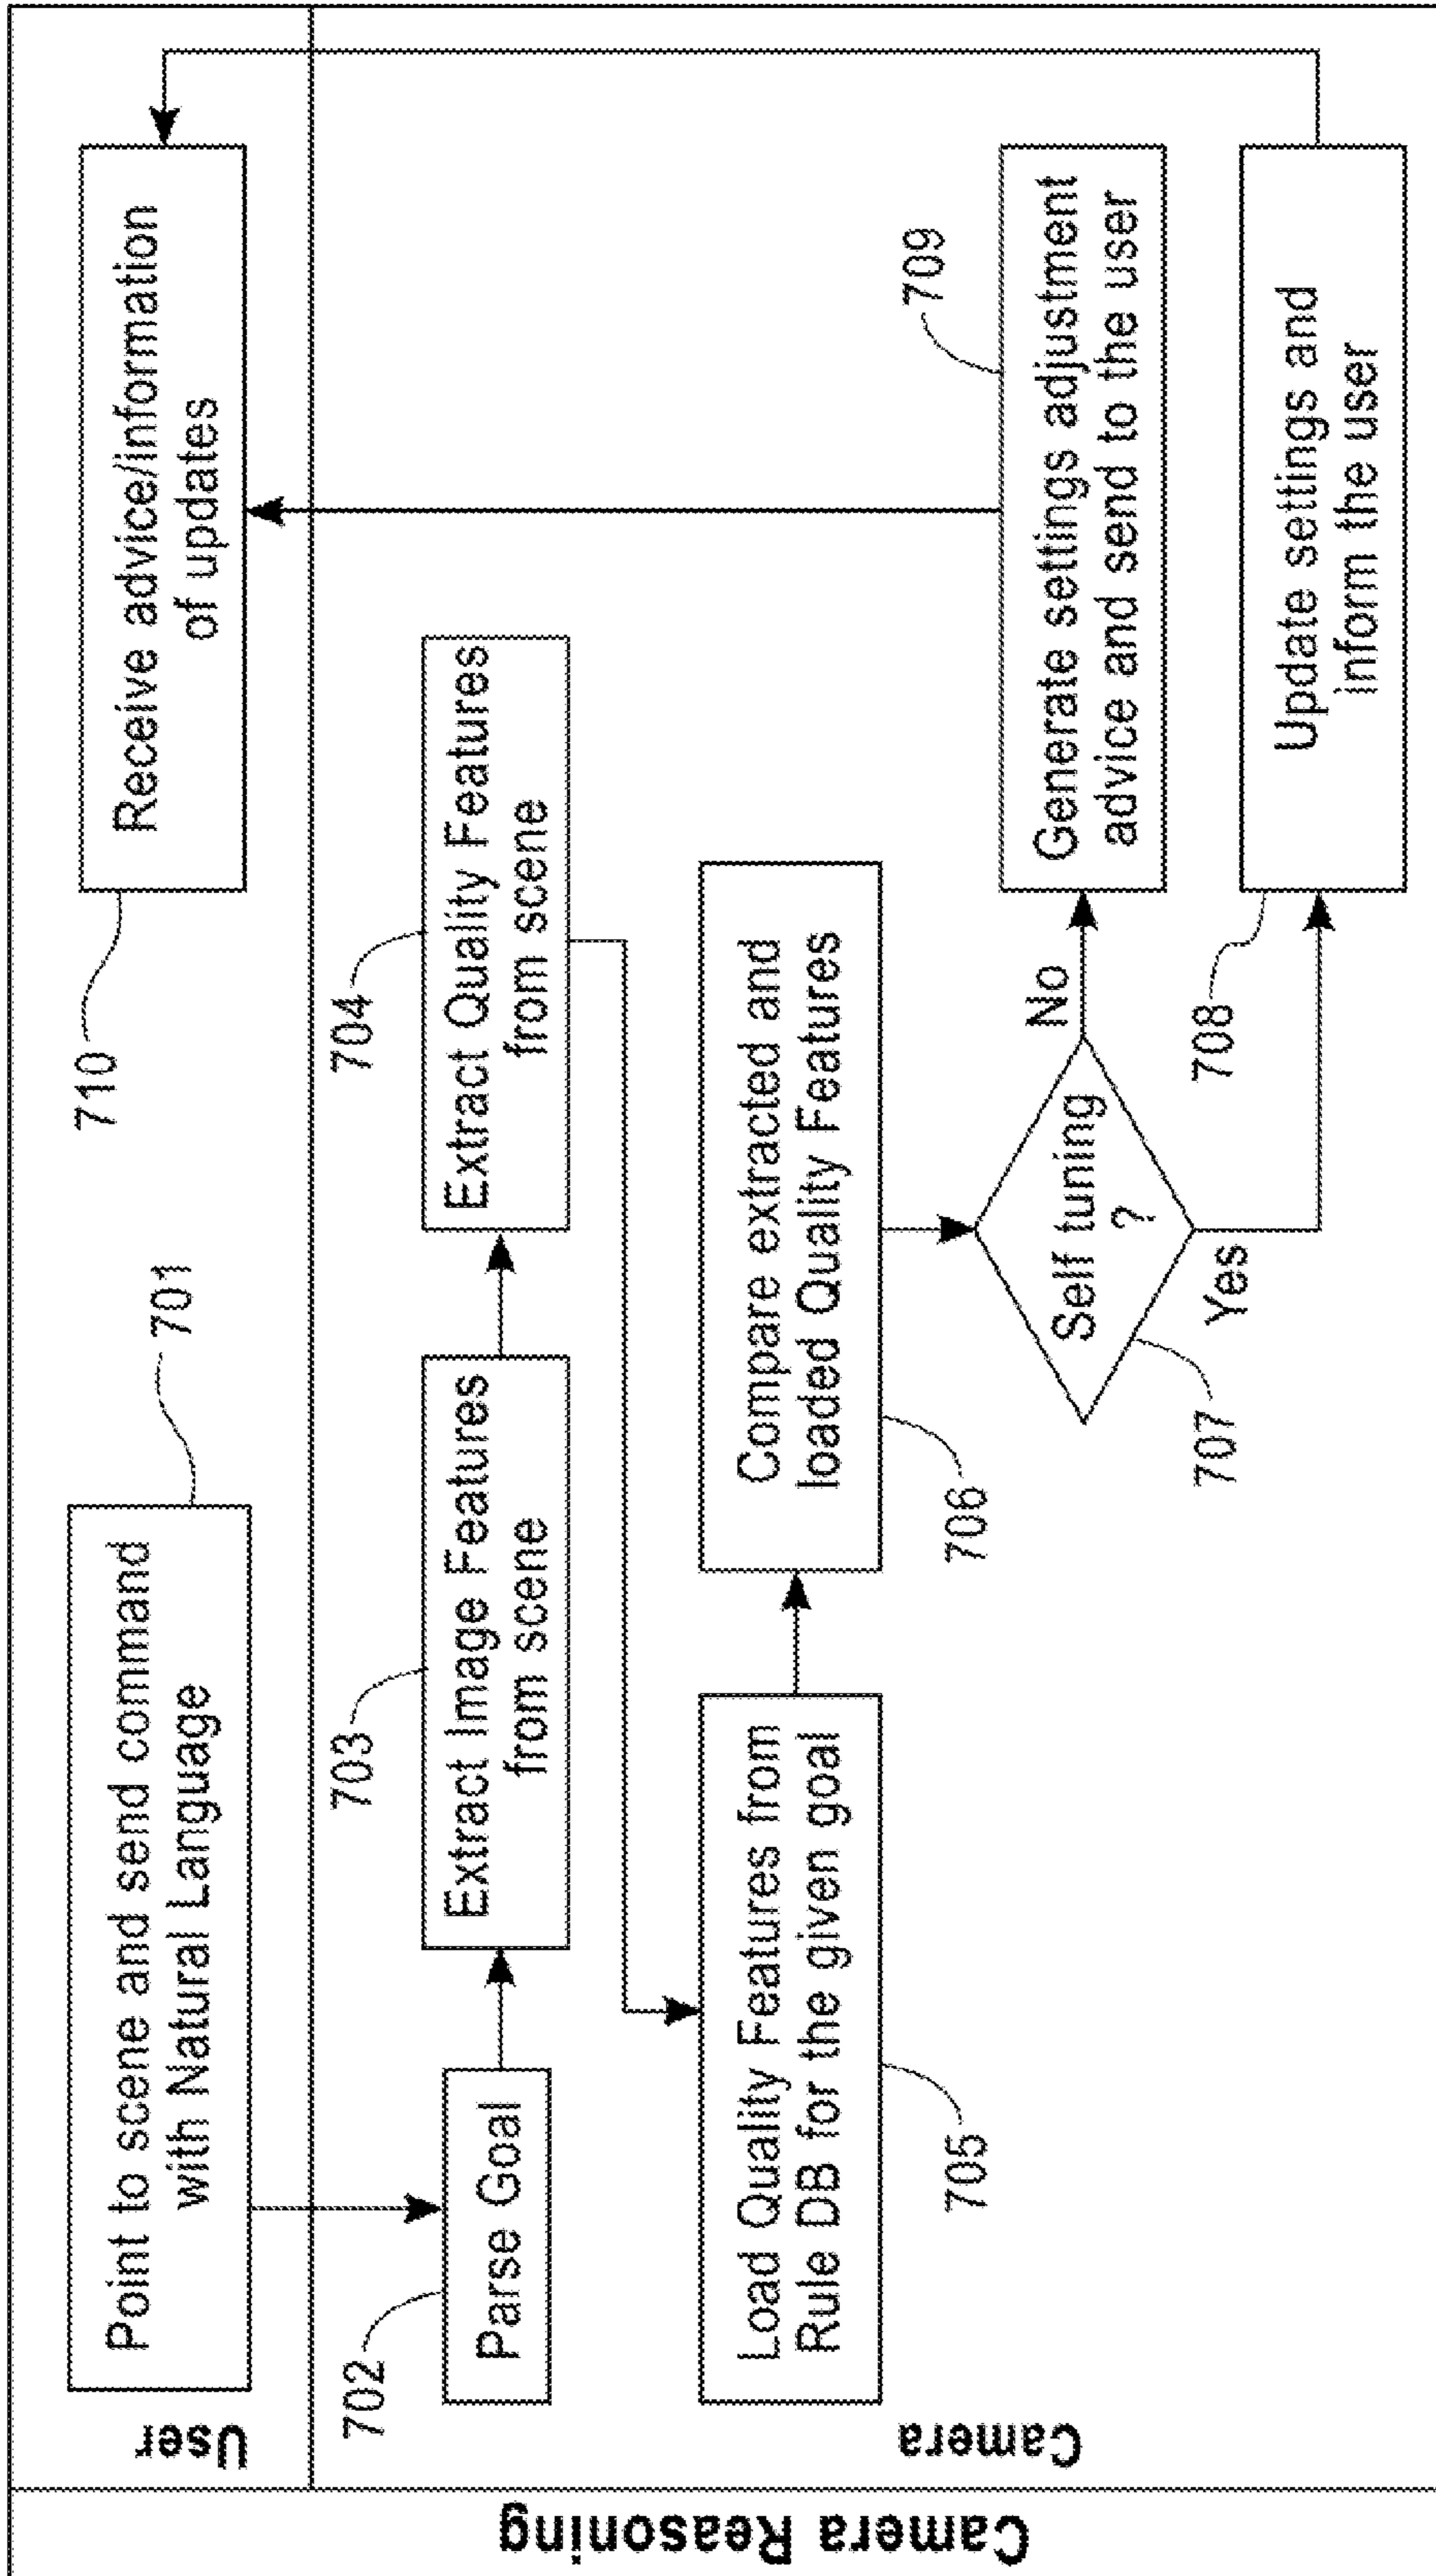 Camera Reasoning
User
Point to scene and send command
with Natural Language
701
710
Receive advice/information
of updates
Camera
702
Parse Goal
703
Extract Image Features
from scene
704
Extract Quality Features
from scene
Load Quality Features from
Rule DB for the given goal
705
Compare extracted and
loaded Quality Features
706
Self tuning
?
707
No
Yes
709
Generate settings adjustment
advice and send to the user
708
Update settings and
inform the user